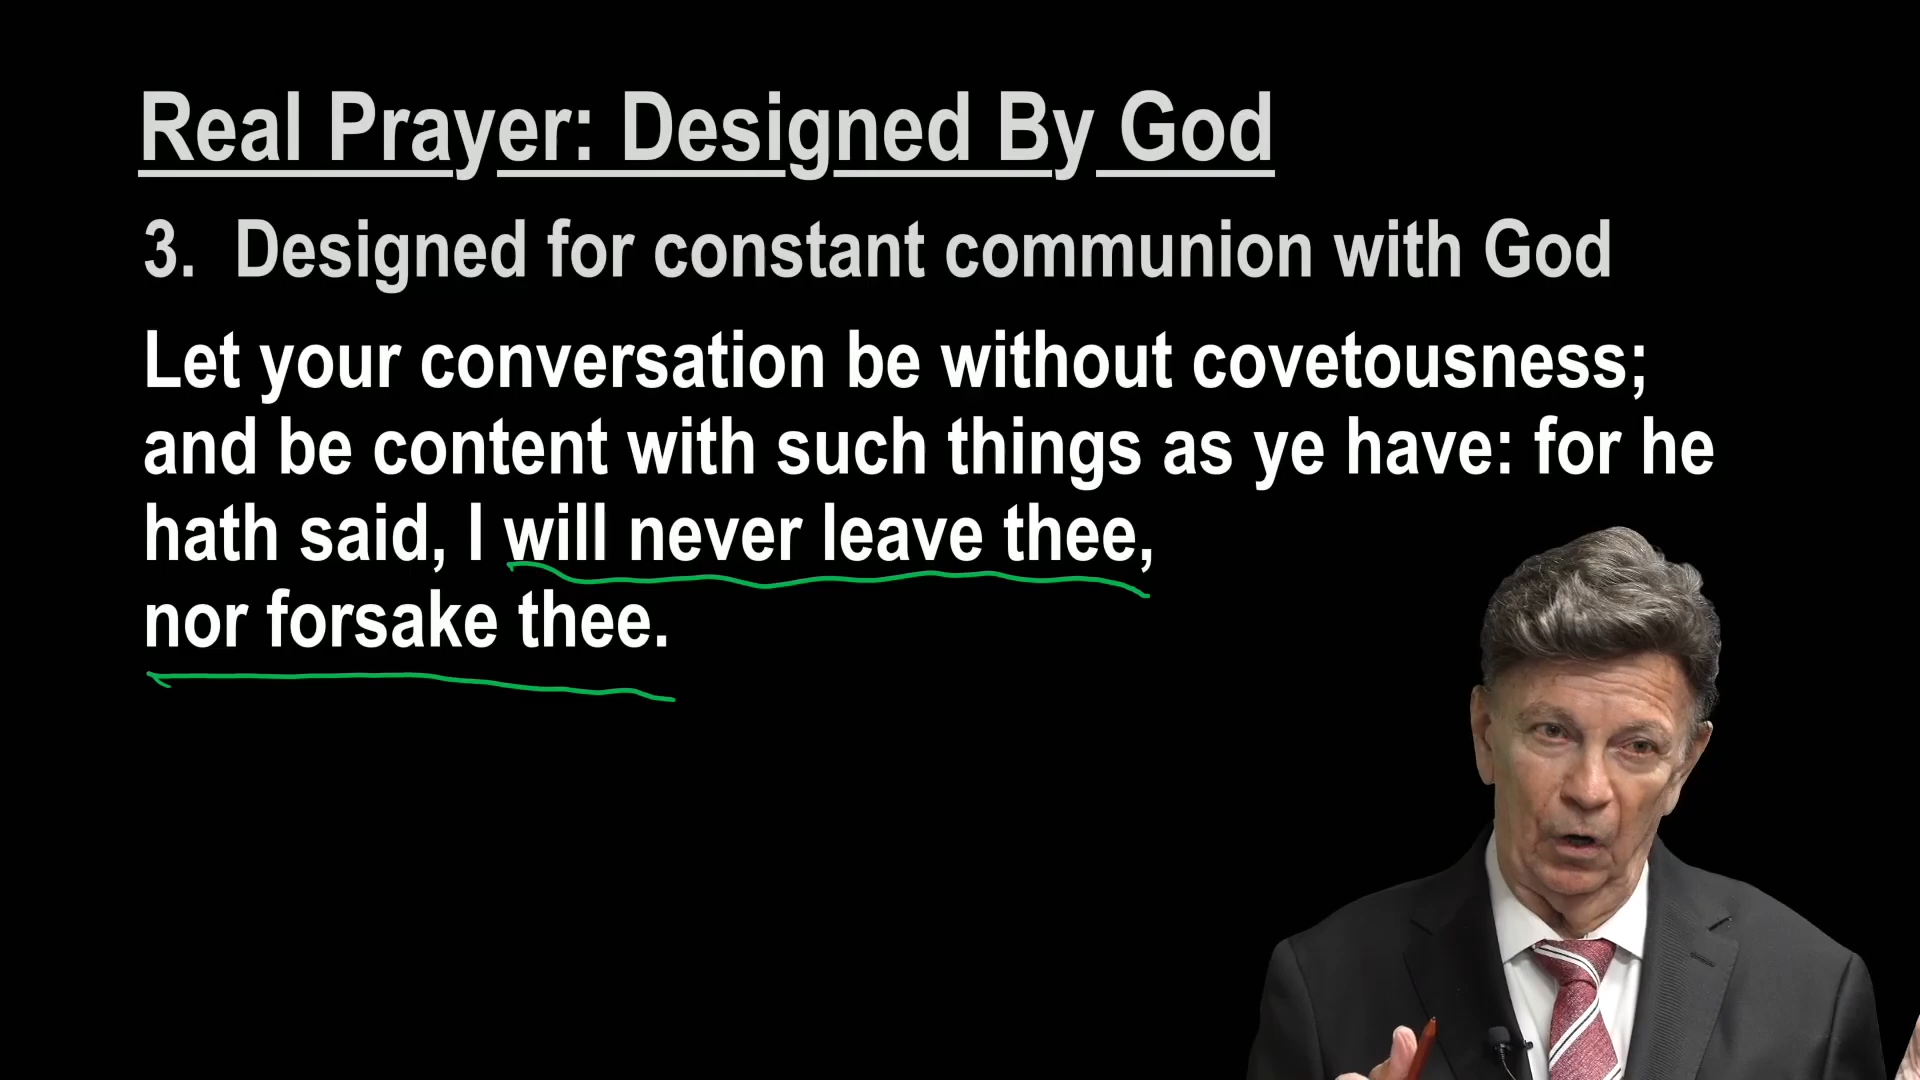 Real Prayer: Designed By God
3. Designed for constant communion with God
Let your conversation be without covetousness;
and be content with such things as ye have: for he
hath said, I will never leave thee,
nor forsake thee.